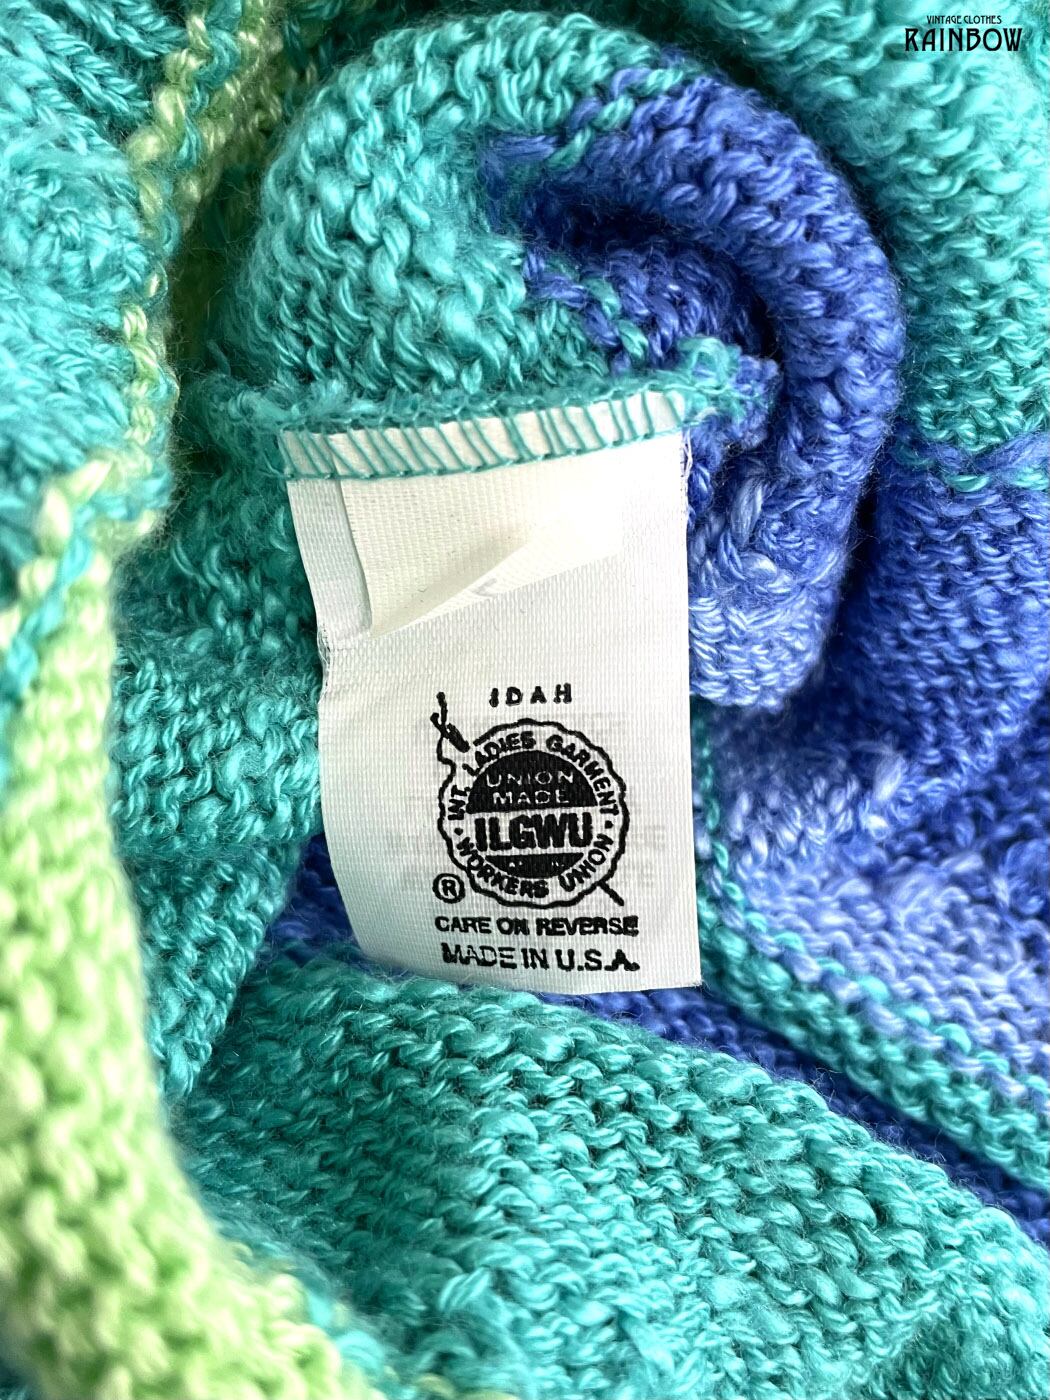 VINTAGE CLOTHES
RAINBOW
IDAH
INT. LADIES GARMENT
UNION
MADE
ILGWU
WORKERS UNION
®
CARE ON REVERSE
MADE IN U.S.A.